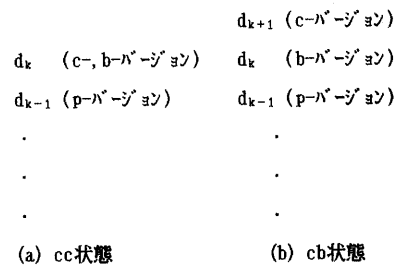 d_{k+1} (c-ﾊﾞｰｼﾞｮﾝ)
d_k (c-, b-ﾊﾞｰｼﾞｮﾝ) d_k (b-ﾊﾞｰｼﾞｮﾝ)
d_{k-1} (p-ﾊﾞｰｼﾞｮﾝ) d_{k-1} (p-ﾊﾞｰｼﾞｮﾝ)
. .
. .
. .
(a) cc状態 (b) cb状態